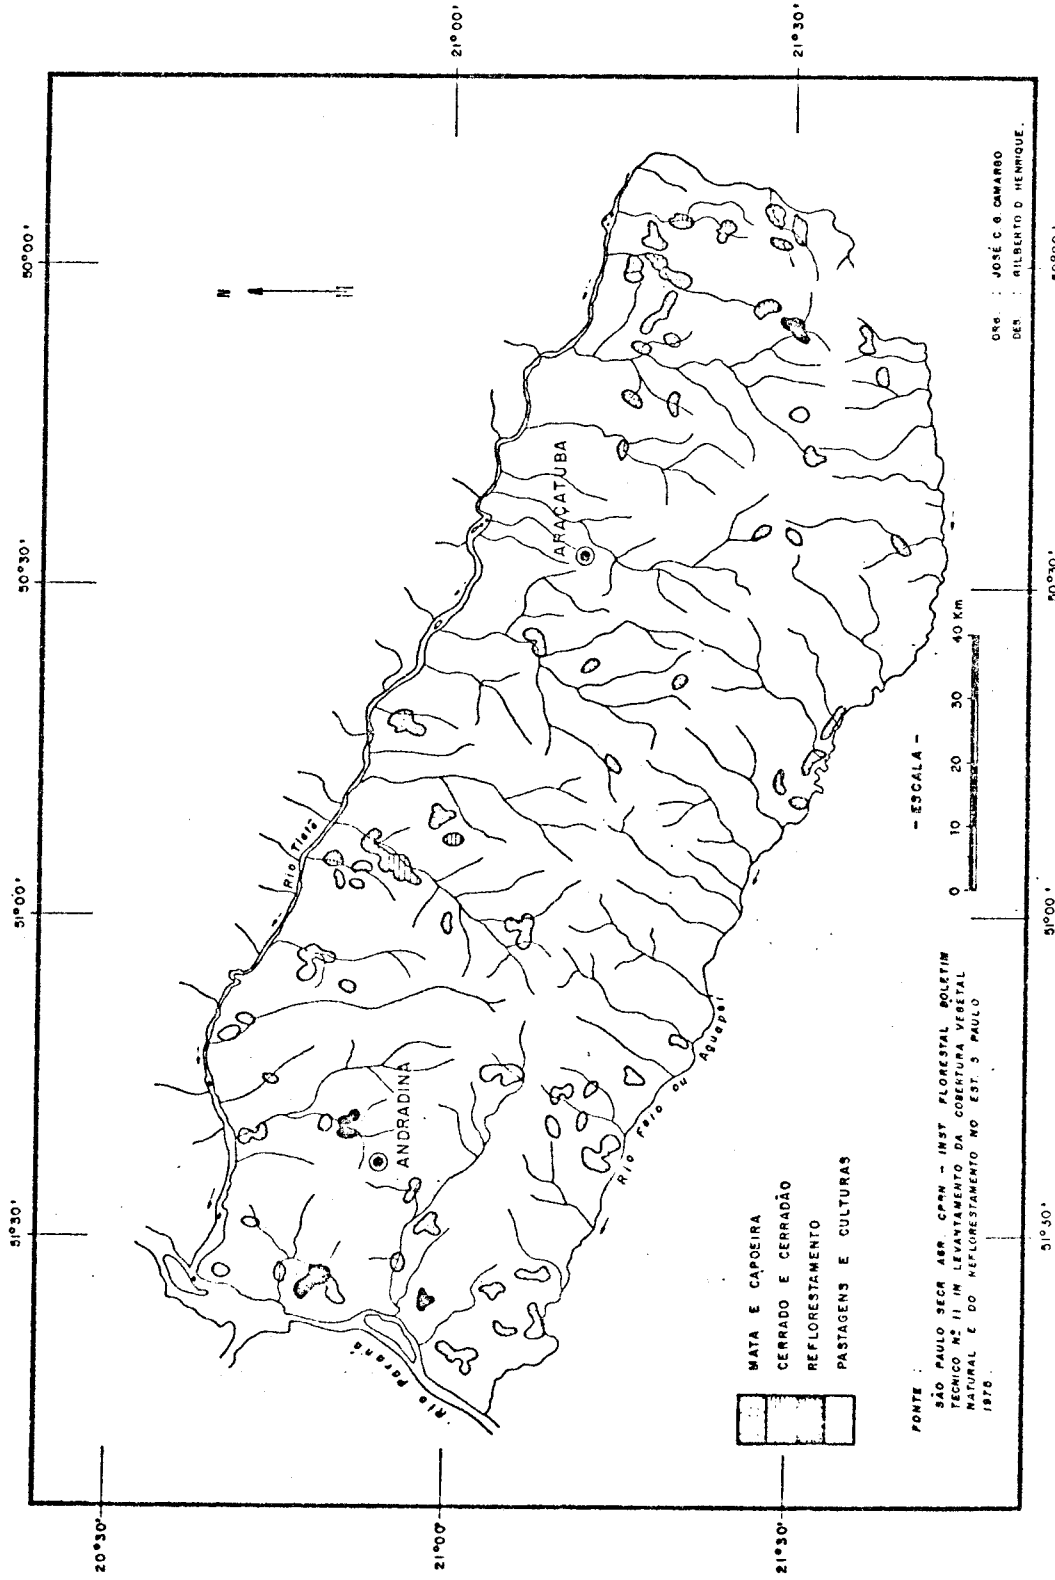 51°30'
51°00'
50°30'
50°00'
20°30'
21°00'
21°30'
21°00'
21°30'
N
Rio Tietê
Rio Paraná
ANDRADINA
ARAÇATUBA
Rio Feio ou Aguapeí
MATA E CAPOEIRA
CERRADO E CERRADÃO
REFLORESTAMENTO
PASTAGENS E CULTURAS
- ESCALA -
0 10 20 30 40 Km
FONTE :
SÃO PAULO SECR AGR. CPRN - INST FLORESTAL BOLETIM
TECNICO Nº 11 IN LEVANTAMENTO DA COBERTURA VEGETAL
NATURAL E DO REFLORESTAMENTO NO EST. S PAULO
ORG. : JOSÉ C. G. CAMARGO
DES. : GILBERTO D HENRIQUE.
51°30'
51°00'
50°30'
50°00'